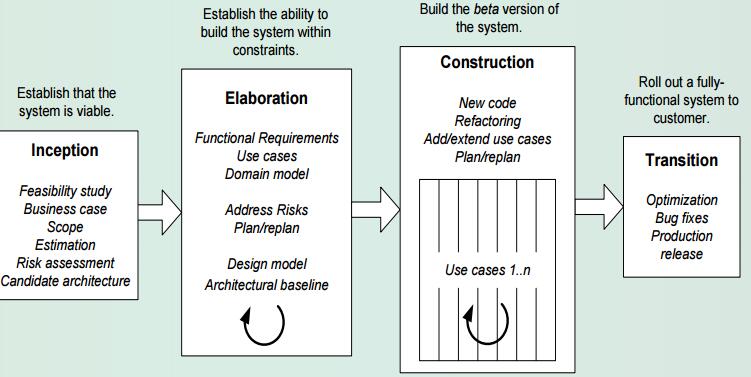 Establish that the
system is viable.
Inception
Feasibility study
Business case
Scope
Estimation
Risk assessment
Candidate architecture
Establish the ability to
build the system within
constraints.
Elaboration
Functional Requirements
Use cases
Domain model
Address Risks
Plan/replan
Design model
Architectural baseline
Build the beta version of
the system.
Construction
New code
Refactoring
Add/extend use cases
Plan/replan
Use cases 1..n
Roll out a fully-
functional system to
customer.
Transition
Optimization
Bug fixes
Production
release